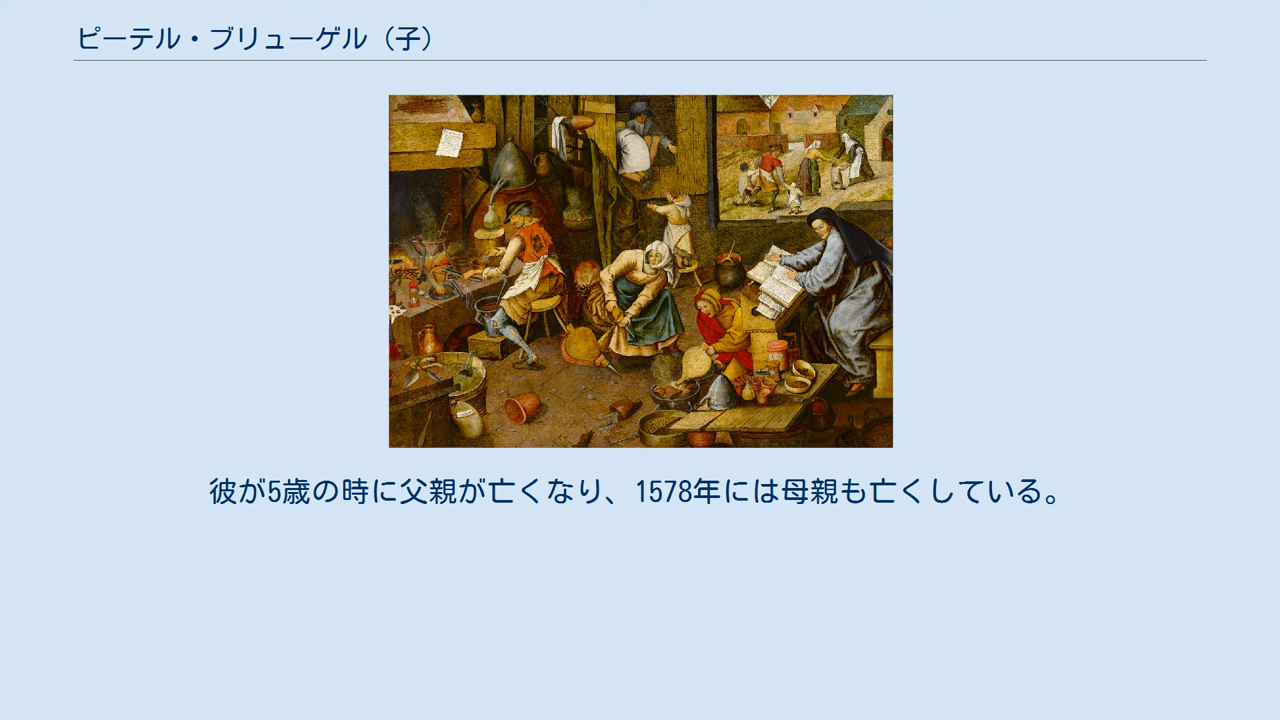 ピーテル・ブリューゲル（子）
彼が5歳の時に父親が亡くなり、1578年には母親も亡くしている。